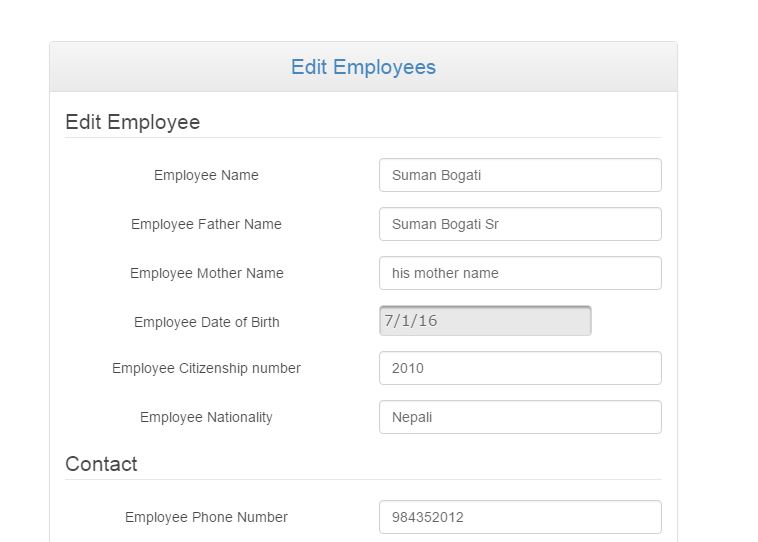 Edit Employees
Edit Employee
Employee Name Suman Bogati
Employee Father Name Suman Bogati Sr
Employee Mother Name his mother name
Employee Date of Birth 7/1/16
Employee Citizenship number 2010
Employee Nationality Nepali
Contact
Employee Phone Number 984352012